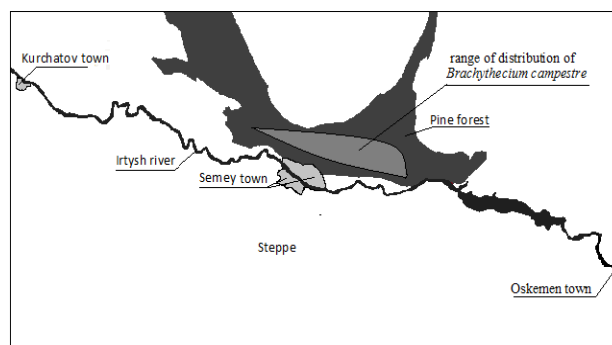 Kurchatov town
range of distribution of
Brachythecium campestre
Pine forest
Irtysh river
Semey town
Steppe
Oskemen town